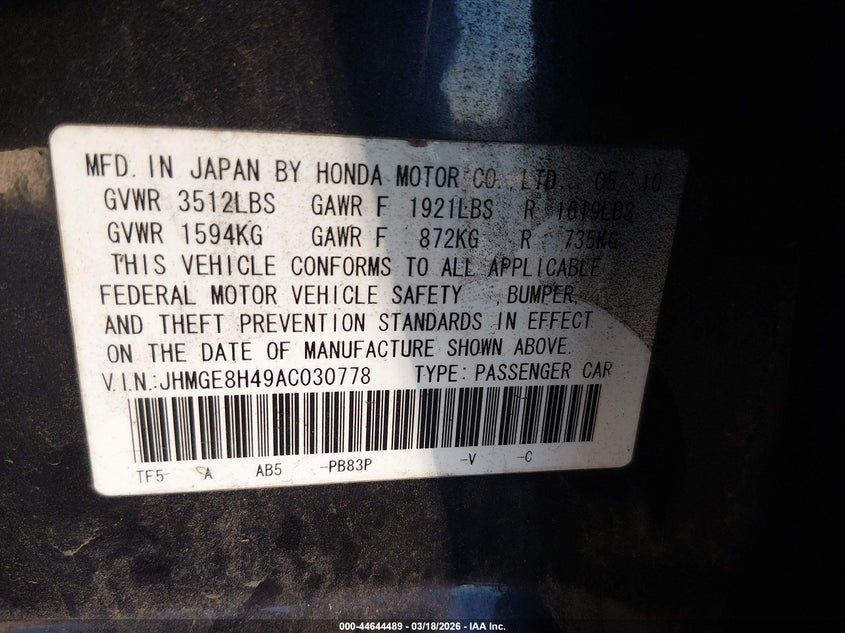 MFD. IN JAPAN BY HONDA MOTOR CO. LTD. 05/10
GVWR 3512LBS GAWR F 1921LBS R 1619LBS
GVWR 1594KG GAWR F 872KG R 735KG
THIS VEHICLE CONFORMS TO ALL APPLICABLE
FEDERAL MOTOR VEHICLE SAFETY ,BUMPER,
AND THEFT PREVENTION STANDARDS IN EFFECT
ON THE DATE OF MANUFACTURE SHOWN ABOVE.
V.I.N.:JHMGE8H49AC030778 TYPE: PASSENGER CAR
TF5- A AB5 -PB83P -V -C
000-44644489 - 03/18/2026 - IAA Inc.